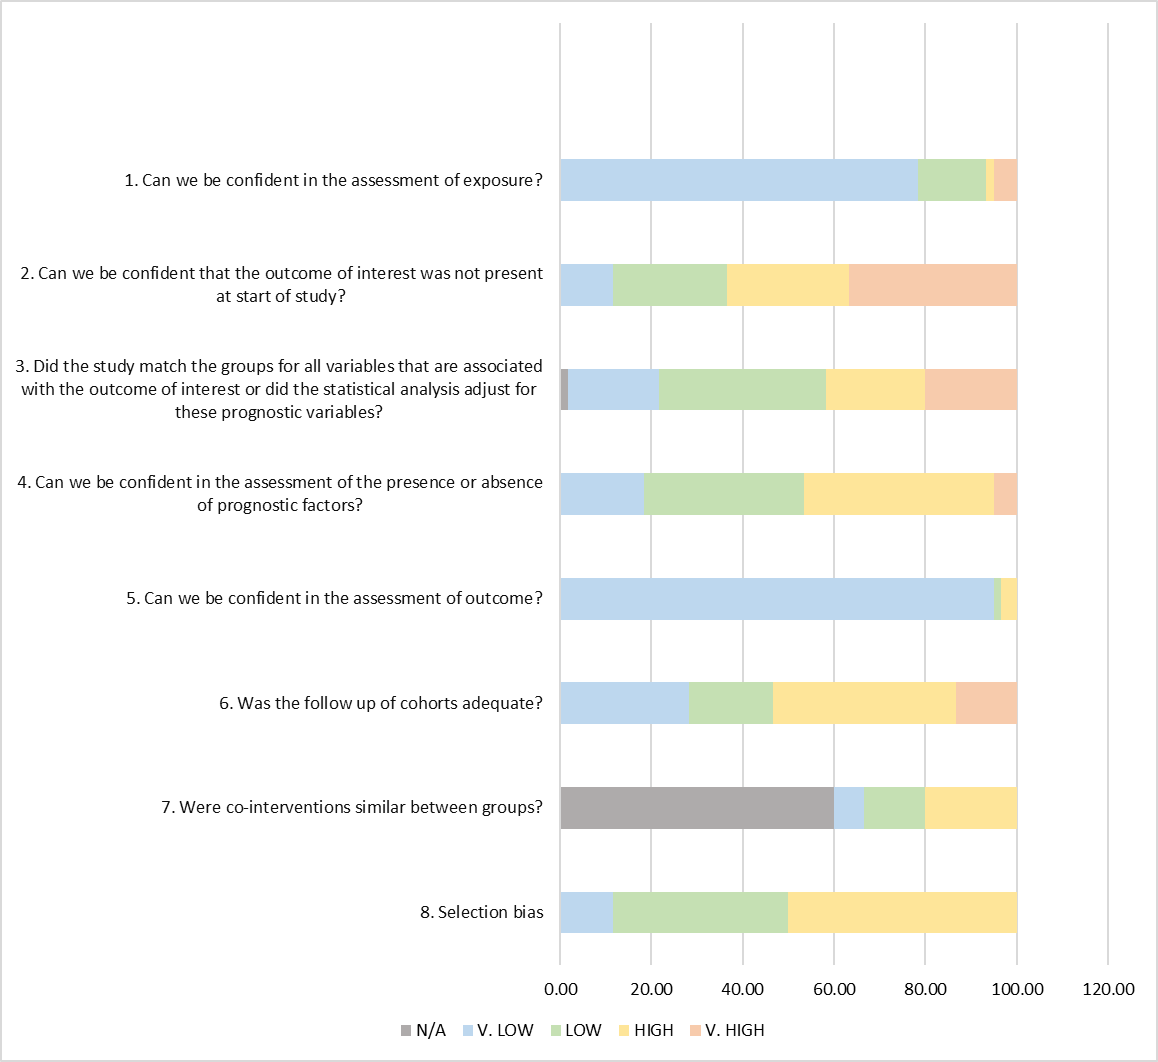 1. Can we be confident in the assessment of exposure?
2. Can we be confident that the outcome of interest was not present
at start of study?
3. Did the study match the groups for all variables that are associated
with the outcome of interest or did the statistical analysis adjust for
these prognostic variables?
4. Can we be confident in the assessment of the presence or absence
of prognostic factors?
5. Can we be confident in the assessment of outcome?
6. Was the follow up of cohorts adequate?
7. Were co-interventions similar between groups?
8. Selection bias
0.00 20.00 40.00 60.00 80.00 100.00 120.00
N/A V. LOW LOW HIGH V. HIGH